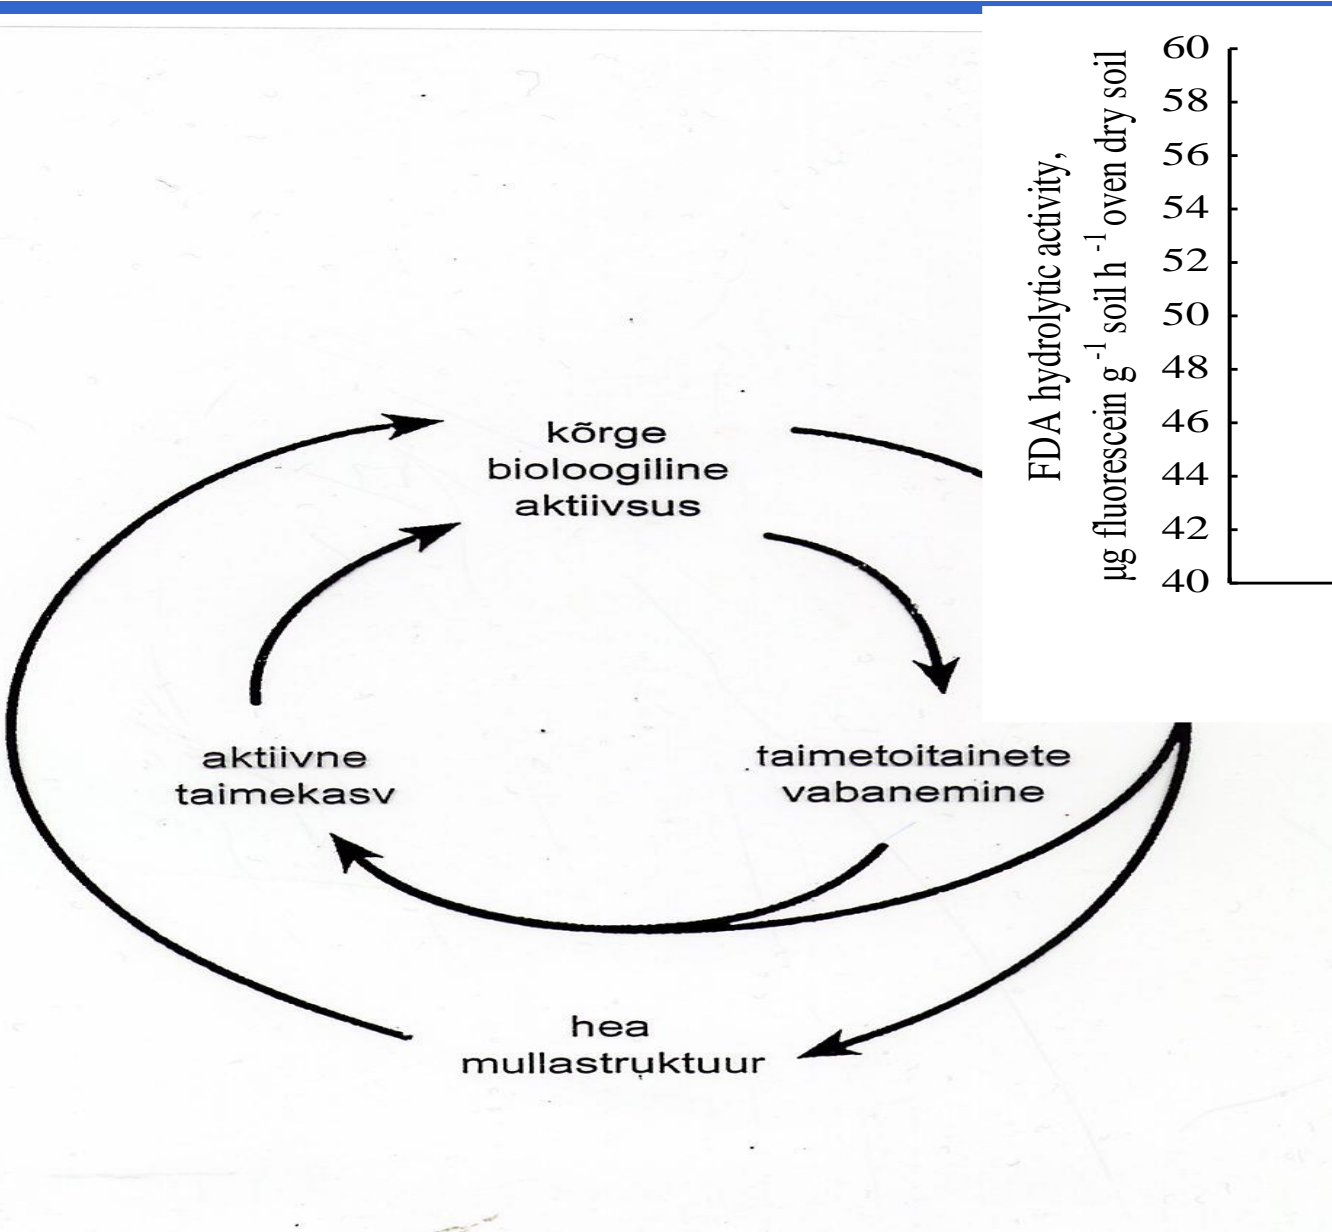 kõrge
bioloogiline
aktiivsus
aktiivne
taimekasv
taimetoitainete
vabanemine
hea
mullastruktuur
FDA hydrolytic activity,
µg fluorescein g⁻¹ soil h⁻¹ oven dry soil
60
58
56
54
52
50
48
46
44
42
40